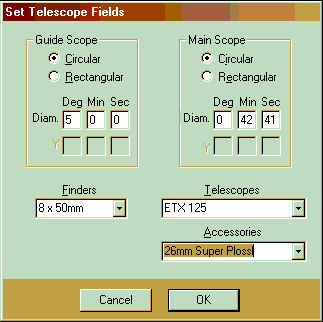 Set Telescope Fields
Guide Scope
Circular
Rectangular
Deg Min Sec
Diam. 5 0 0
Y
Main Scope
Circular
Rectangular
Deg Min Sec
Diam. 0 42 41
Y
Finders
8 x 50mm
Telescopes
ETX 125
Accessories
26mm Super Plossl
Cancel
OK